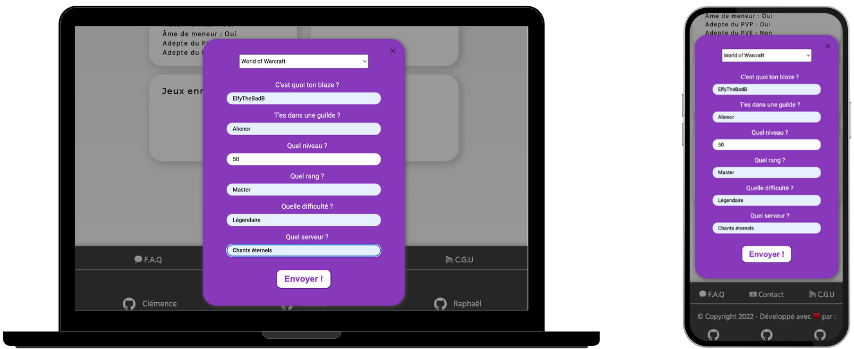 Âme de meneur : Oui
Adepte du P
Adepte du
Jeux enr
World of Warcraft
C'est quoi ton blaze ?
ElfyTheBadB
T'es dans une guilde ?
Alienor
Quel niveau ?
50
Quel rang ?
Master
Quelle difficulté ?
Légendaire
Quel serveur ?
Chants éternels
Envoyer !
F.A.Q
C.G.U
Clémence
Raphaël
Âme de meneur : Oui
Adepte du PVP : Oui
Adepte du PVE : Non
World of Warcraft
C'est quoi ton blaze ?
ElfyTheBadB
T'es dans une guilde ?
Alienor
Quel niveau ?
50
Quel rang ?
Master
Quelle difficulté ?
Légendaire
Quel serveur ?
Chants éternels
Envoyer !
F.A.Q Contact C.G.U
© Copyright 2022 - Développé avec ❤ par :